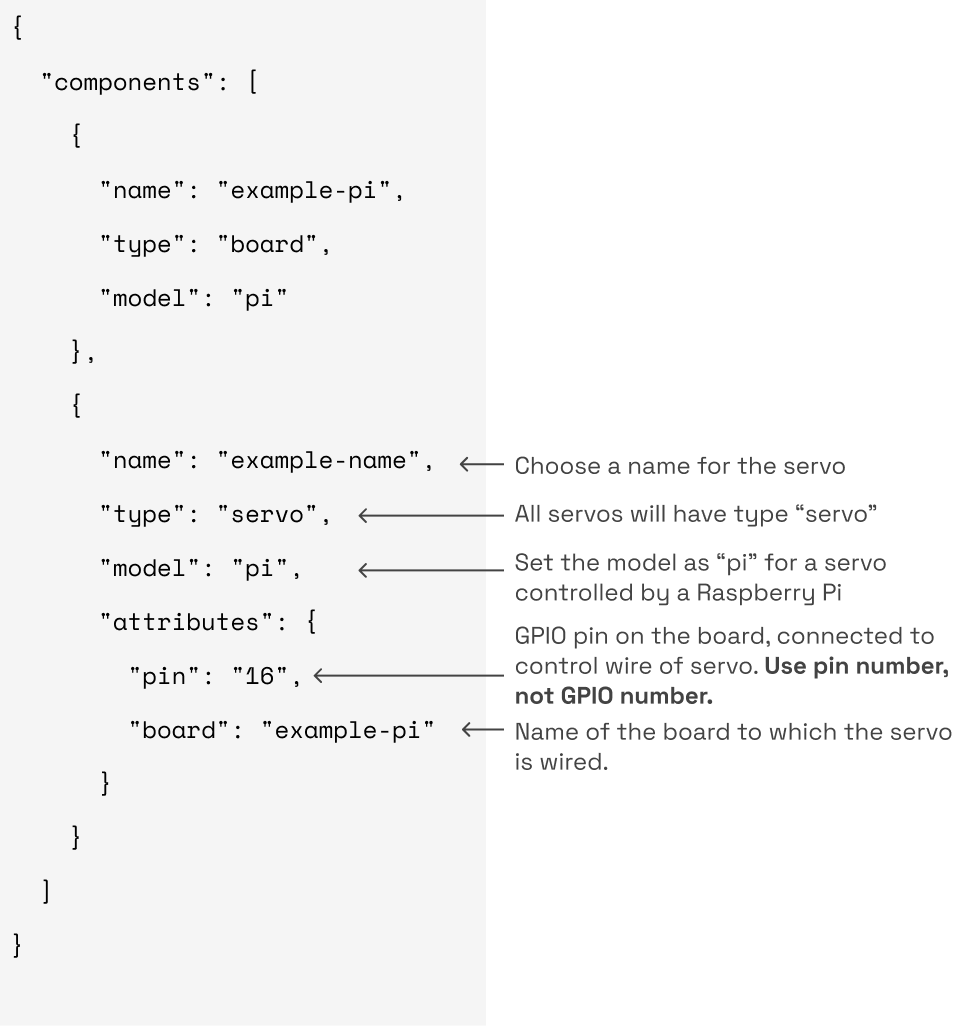 {
"components": [
{
"name": "example-pi",
"type": "board",
"model": "pi"
},
{
"name": "example-name",
Choose a name for the servo
"type": "servo",
All servos will have type “servo”
"model": "pi",
Set the model as “pi” for a servo
controlled by a Raspberry Pi
"attributes": {
GPIO pin on the board, connected to
control wire of servo. Use pin number,
not GPIO number.
"pin": "16",
"board": "example-pi"
Name of the board to which the servo
is wired.
}
}
]
}